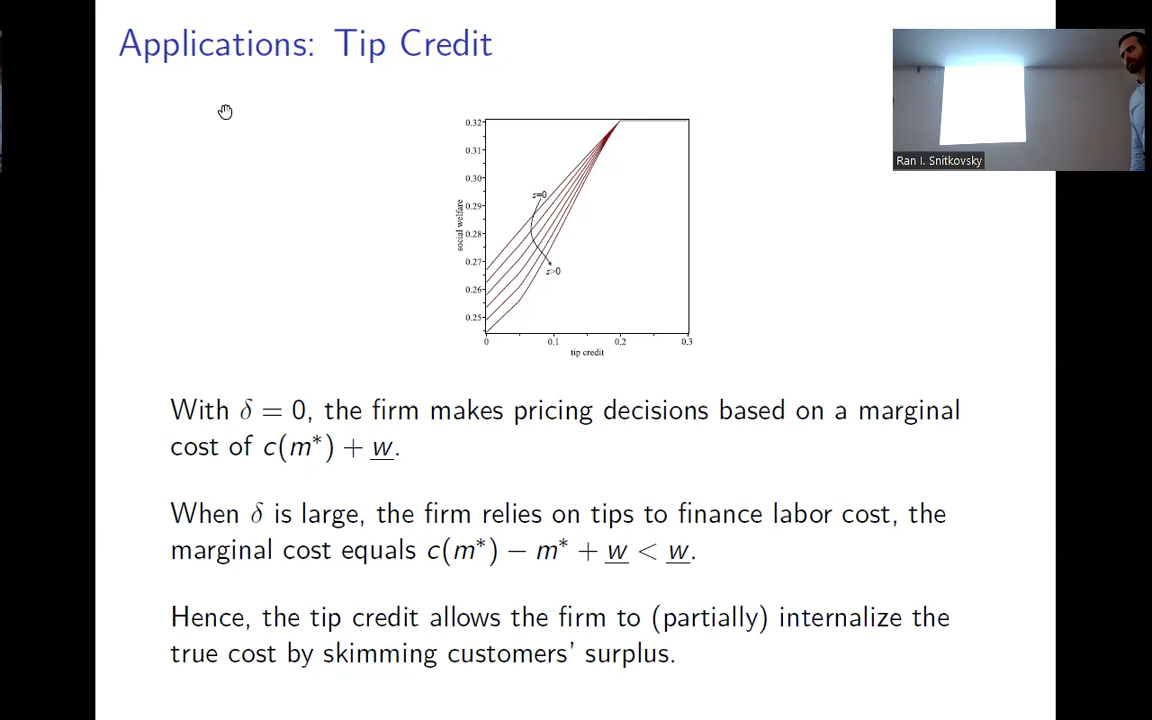 Applications: Tip Credit
Ran I. Snitkovsky
0.32
0.31
0.30
0.29
0.28
0.27
0.26
0.25
social welfare
s=0
s>0
0
0.1
0.2
0.3
tip credit
With δ = 0, the firm makes pricing decisions based on a marginal
cost of c(m*) + w.
When δ is large, the firm relies on tips to finance labor cost, the
marginal cost equals c(m*) − m* + w < w.
Hence, the tip credit allows the firm to (partially) internalize the
true cost by skimming customers' surplus.